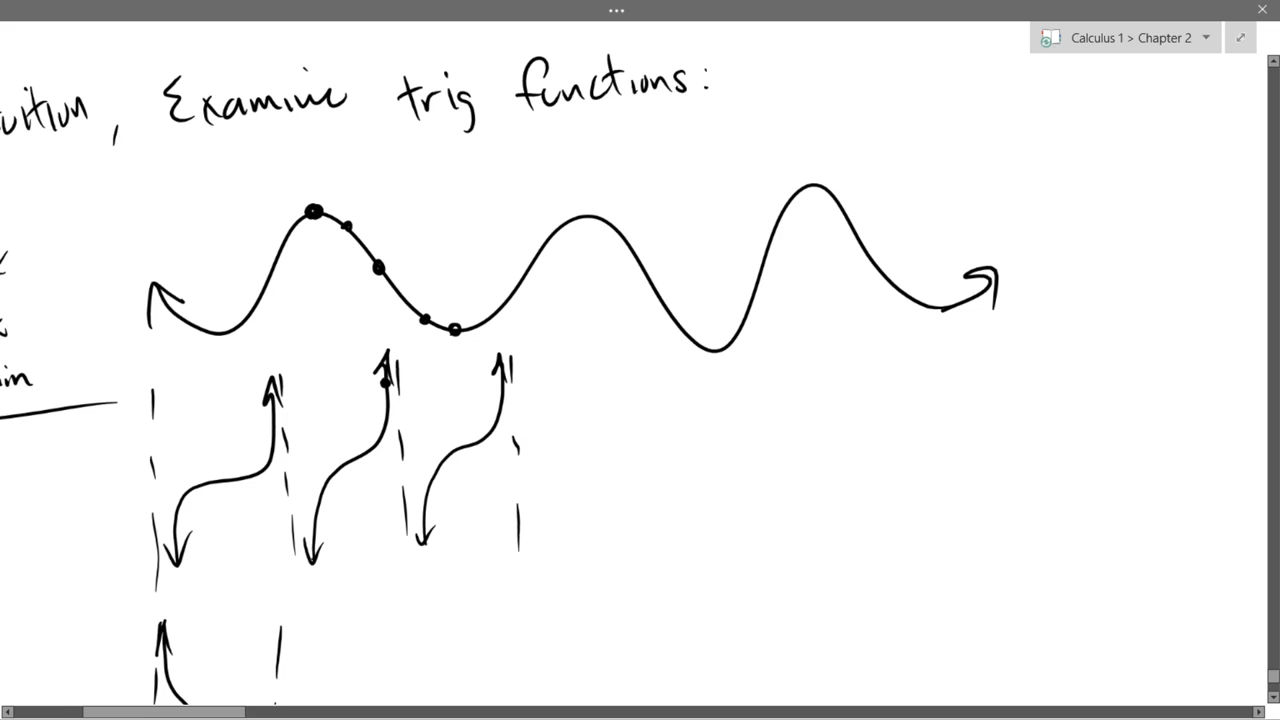 Calculus 1 > Chapter 2
, Examine trig functions: